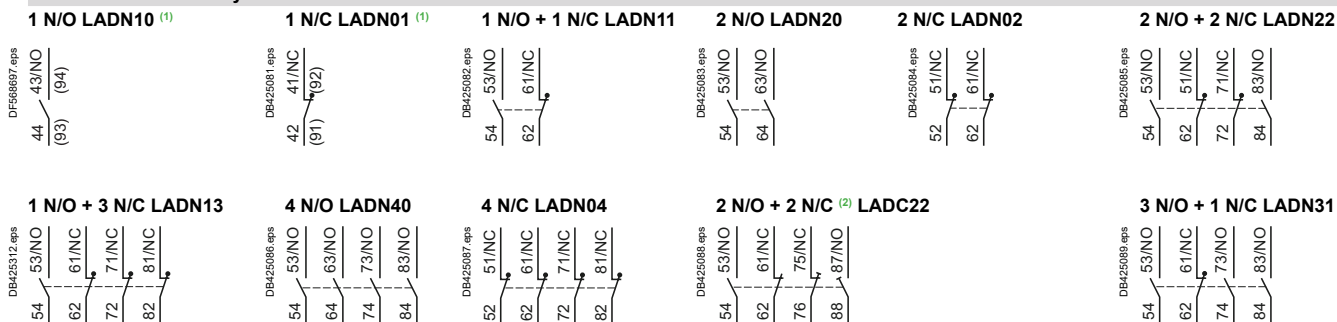 1 N/O LADN10 (1)
1 N/C LADN01 (1)
1 N/O + 1 N/C LADN11
2 N/O LADN20
2 N/C LADN02
2 N/O + 2 N/C LADN22
DF568697.eps
43/NO
(94)
44
(93)
DB425081.eps
41/NC
(92)
42
(91)
DB425082.eps
53/NO
61/NC
54
62
DB425083.eps
53/NO
63/NO
54
64
DB425084.eps
51/NC
61/NC
52
62
DB425085.eps
53/NO
51/NC
71/NC
83/NO
54
62
72
84
1 N/O + 3 N/C LADN13
4 N/O LADN40
4 N/C LADN04
2 N/O + 2 N/C (2) LADC22
3 N/O + 1 N/C LADN31
DB425312.eps
53/NO
61/NC
71/NC
81/NC
54
62
72
82
DB425086.eps
53/NO
63/NO
73/NO
83/NO
54
64
74
84
DB425087.eps
51/NC
61/NC
71/NC
81/NC
52
62
72
82
DB425088.eps
53/NO
61/NC
75/NC
87/NO
54
62
76
88
DB425089.eps
53/NO
61/NC
73/NO
83/NO
54
62
74
84